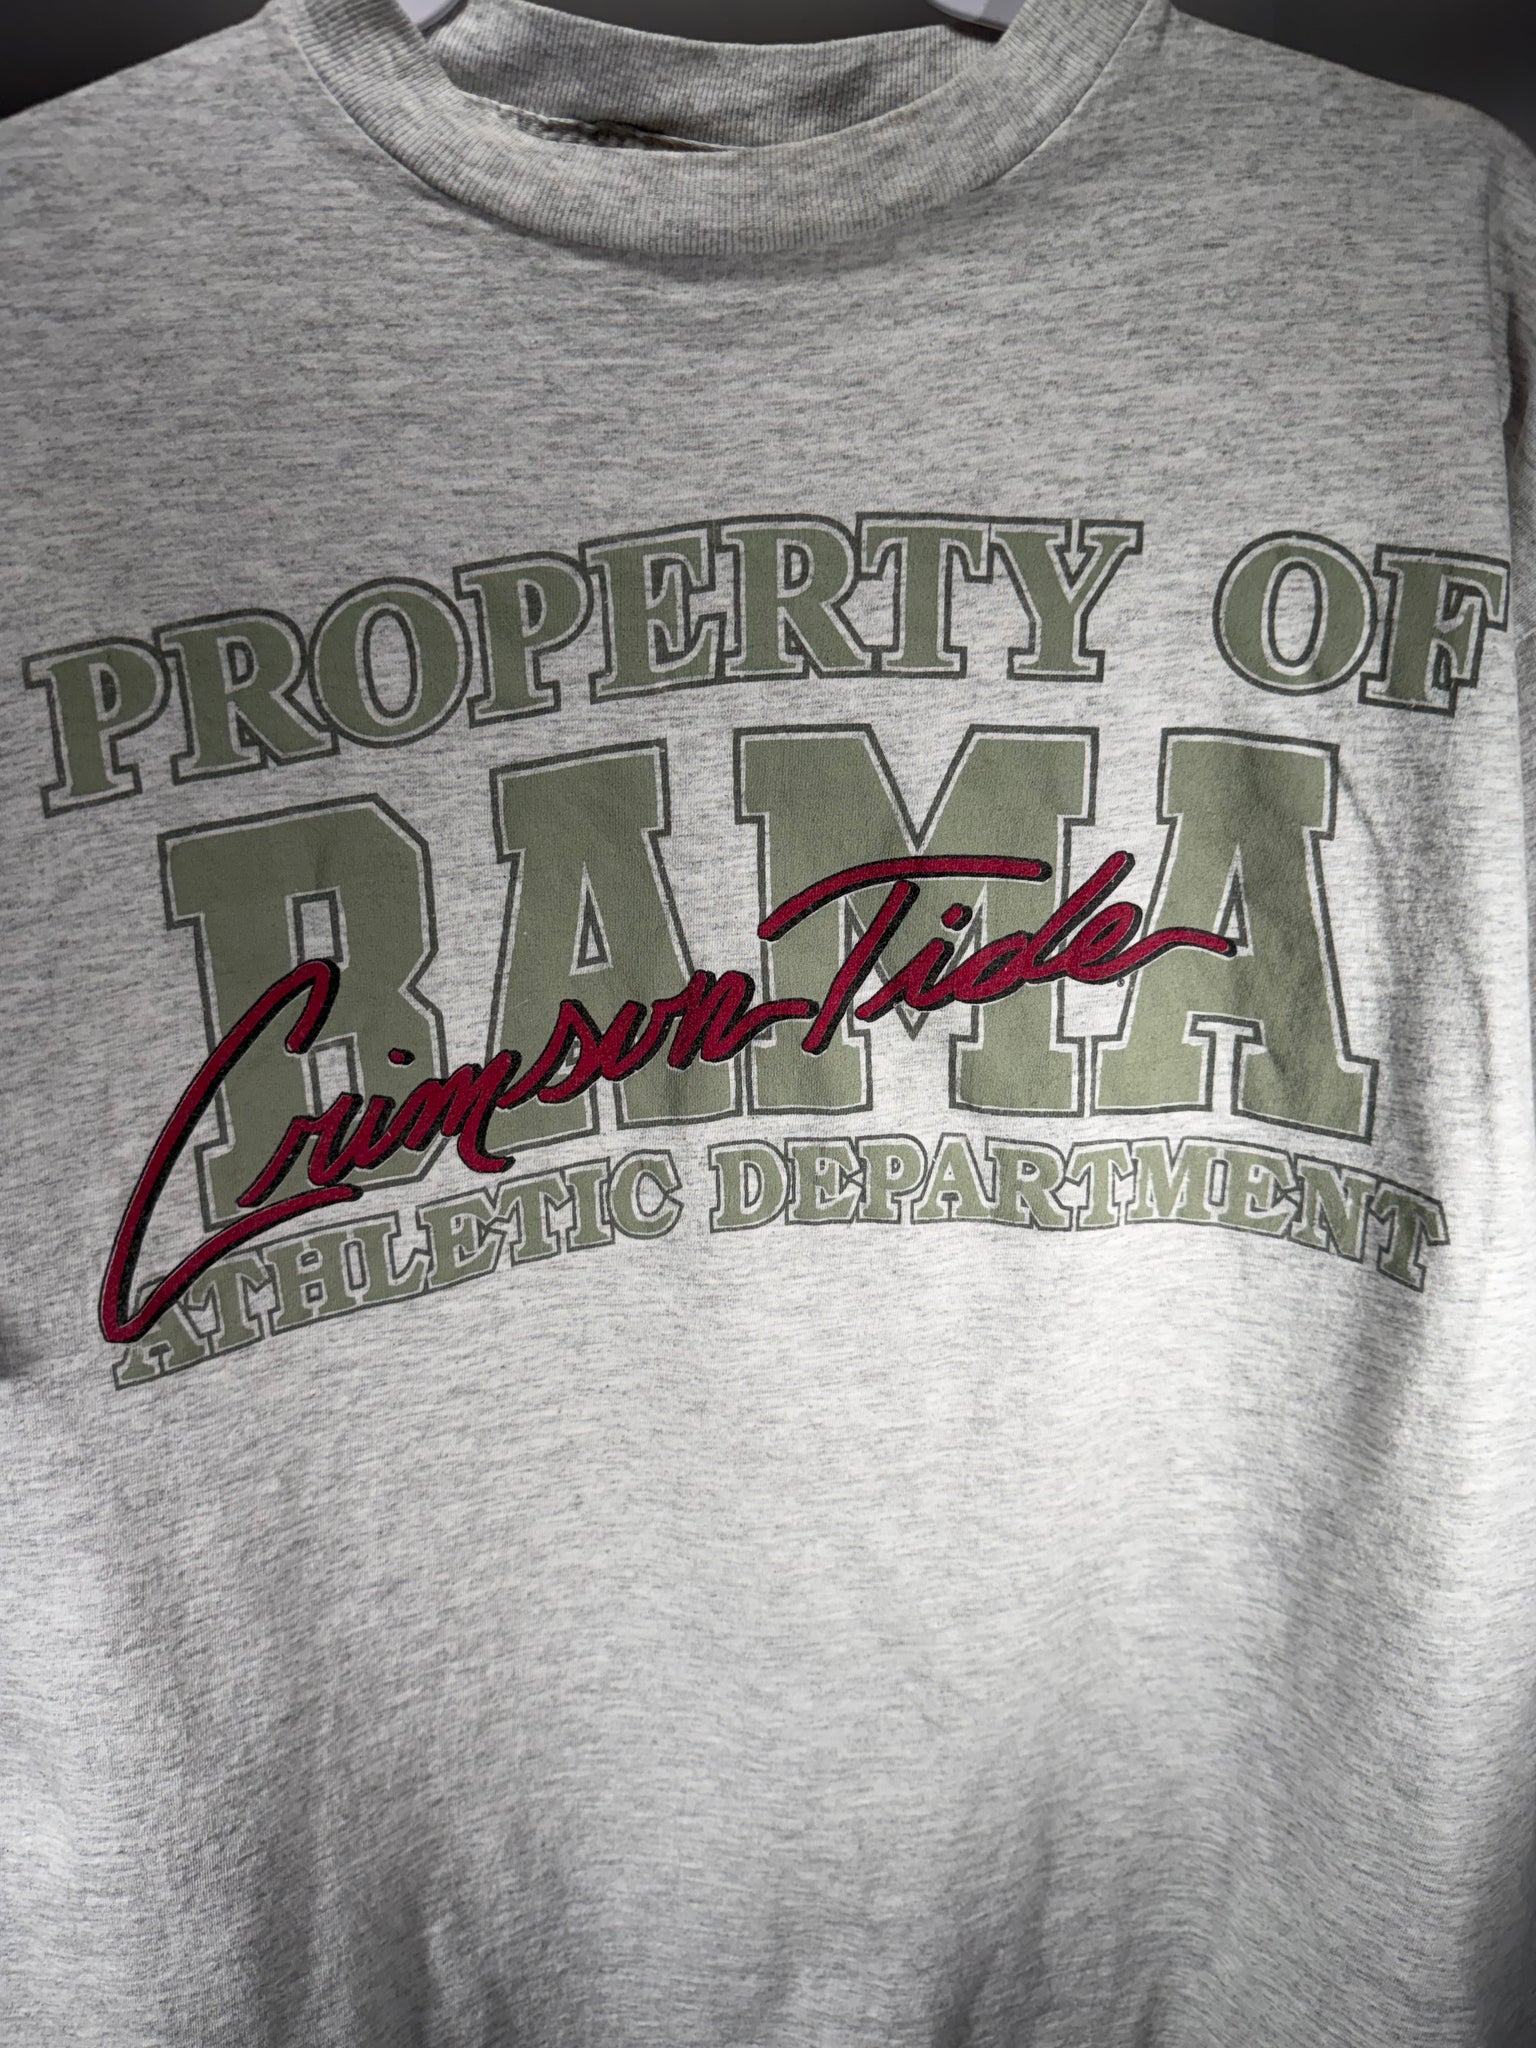 PROPERTY OF
BAMA
Crimson Tide
ATHLETIC DEPARTMENT